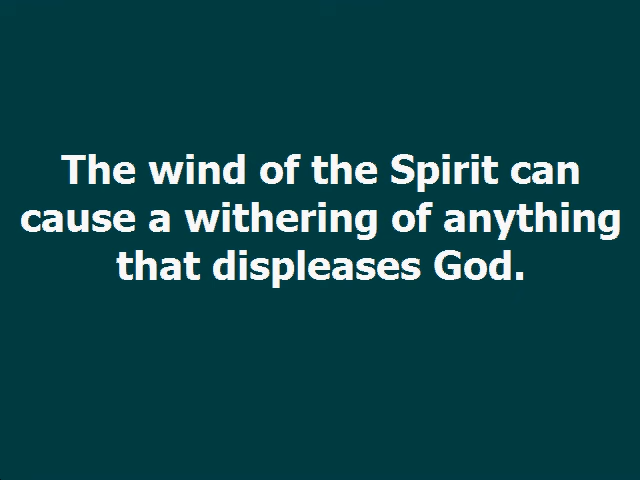 The wind of the Spirit can
cause a withering of anything
that displeases God.